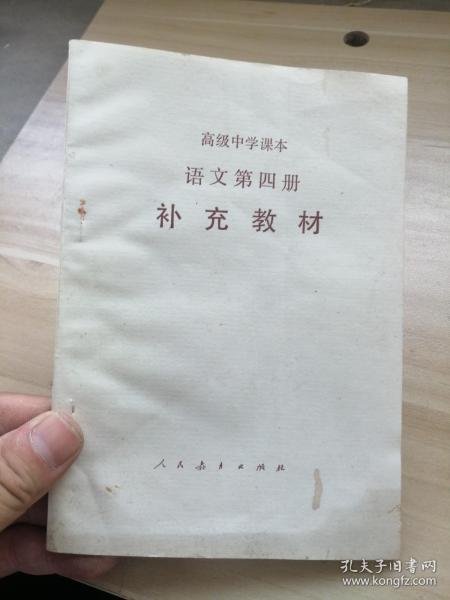 高级中学课本
语文第四册
补充教材
人民教育出版社
孔夫子旧书网
www.kongfz.com